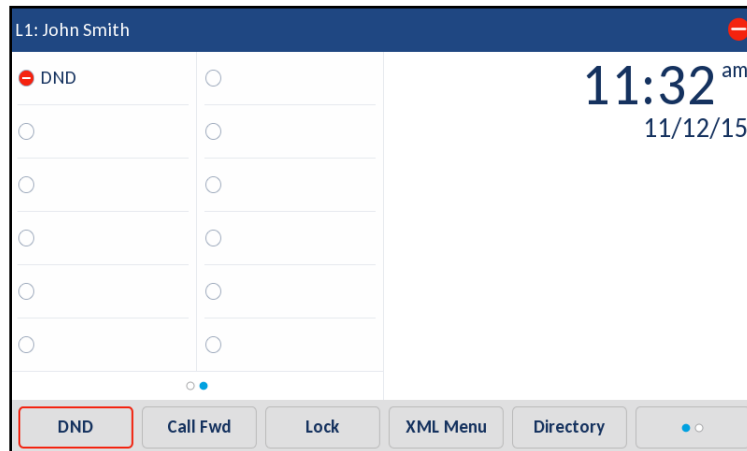 L1: John Smith
DND
11:32 am
11/12/15
DND
Call Fwd
Lock
XML Menu
Directory